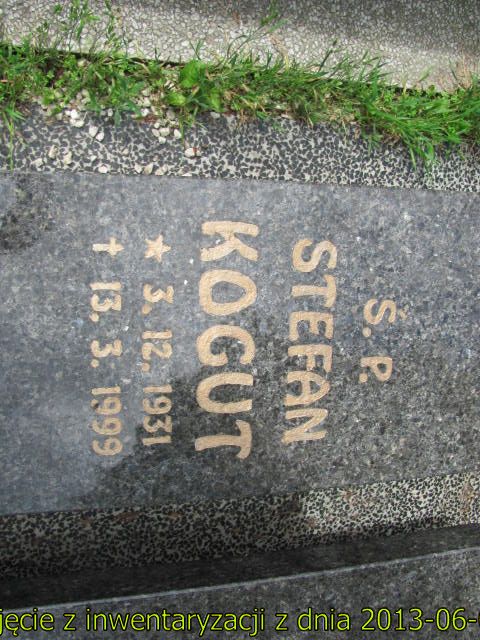 Ś. P.
STEFAN
KOGUT
★ 3. 12. 1931
✝ 13. 3. 1999
jęcie z inwentaryzacji z dnia 2013-06-